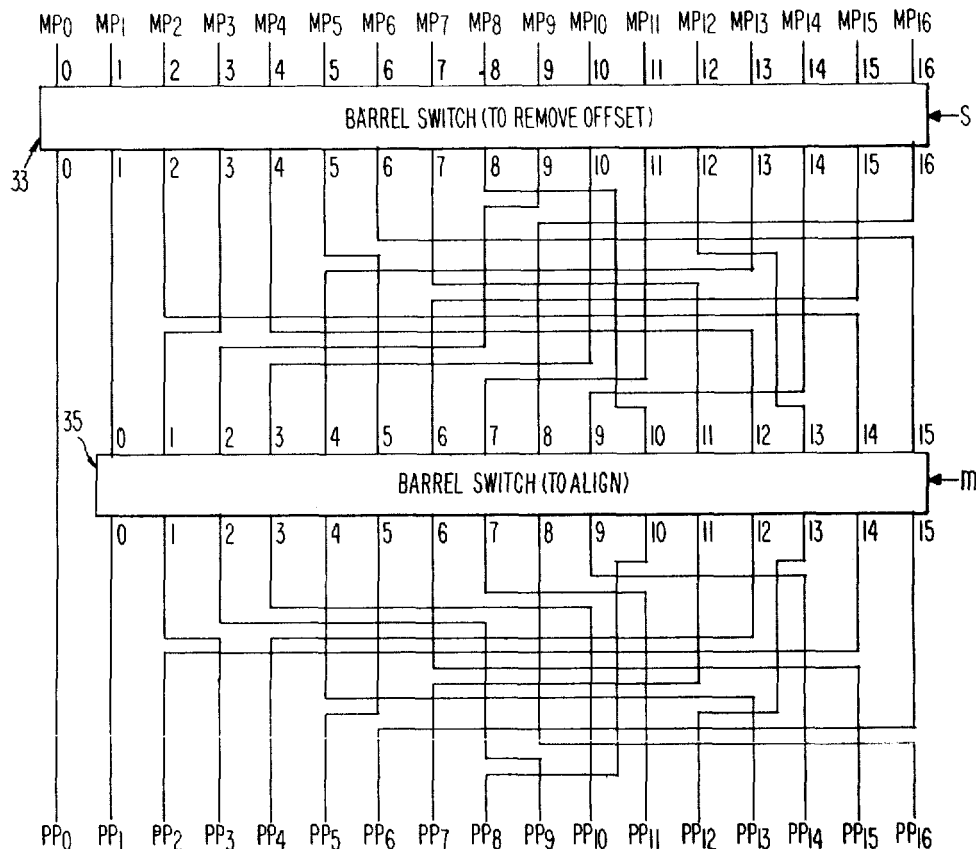 MP0 MP1 MP2 MP3 MP4 MP5 MP6 MP7 MP8 MP9 MP10 MP11 MP12 MP13 MP14 MP15 MP16
0 1 2 3 4 5 6 7 8 9 10 11 12 13 14 15 16
BARREL SWITCH (TO REMOVE OFFSET)
S
33
0 1 2 3 4 5 6 7 8 9 10 11 12 13 14 15 16
35
0 1 2 3 4 5 6 7 8 9 10 11 12 13 14 15
BARREL SWITCH (TO ALIGN)
m
0 1 2 3 4 5 6 7 8 9 10 11 12 13 14 15
PP0 PP1 PP2 PP3 PP4 PP5 PP6 PP7 PP8 PP9 PP10 PP11 PP12 PP13 PP14 PP15 PP16